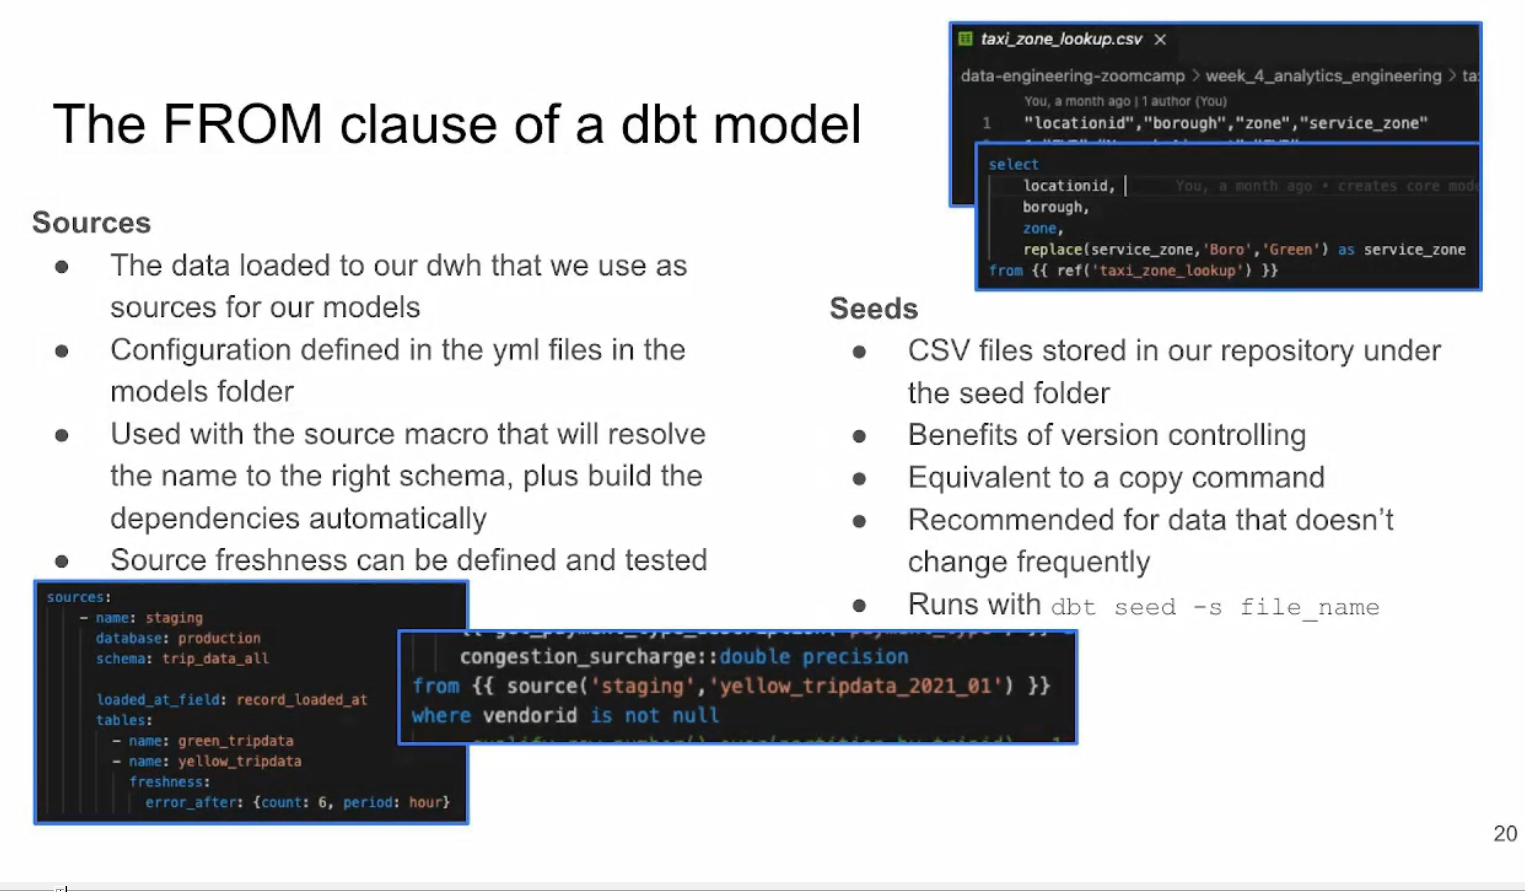 The FROM clause of a dbt model
Sources
● The data loaded to our dwh that we use as
sources for our models
● Configuration defined in the yml files in the
models folder
● Used with the source macro that will resolve
the name to the right schema, plus build the
dependencies automatically
● Source freshness can be defined and tested
sources:
- name: staging
database: production
schema: trip_data_all
loaded_at_field: record_loaded_at
tables:
- name: green_tripdata
- name: yellow_tripdata
freshness:
error_after: {count: 6, period: hour}
congestion_surcharge::double precision
from {{ source('staging','yellow_tripdata_2021_01') }}
where vendorid is not null
taxi_zone_lookup.csv ×
data-engineering-zoomcamp > week_4_analytics_engineering >
You, a month ago | 1 author (You)
1 "locationid","borough","zone","service_zone"
select
locationid, You, a month ago • creates core
borough,
zone,
replace(service_zone,'Boro','Green') as service_zone
from {{ ref('taxi_zone_lookup') }}
Seeds
● CSV files stored in our repository under
the seed folder
● Benefits of version controlling
● Equivalent to a copy command
● Recommended for data that doesn’t
change frequently
● Runs with dbt seed -s file_name
20